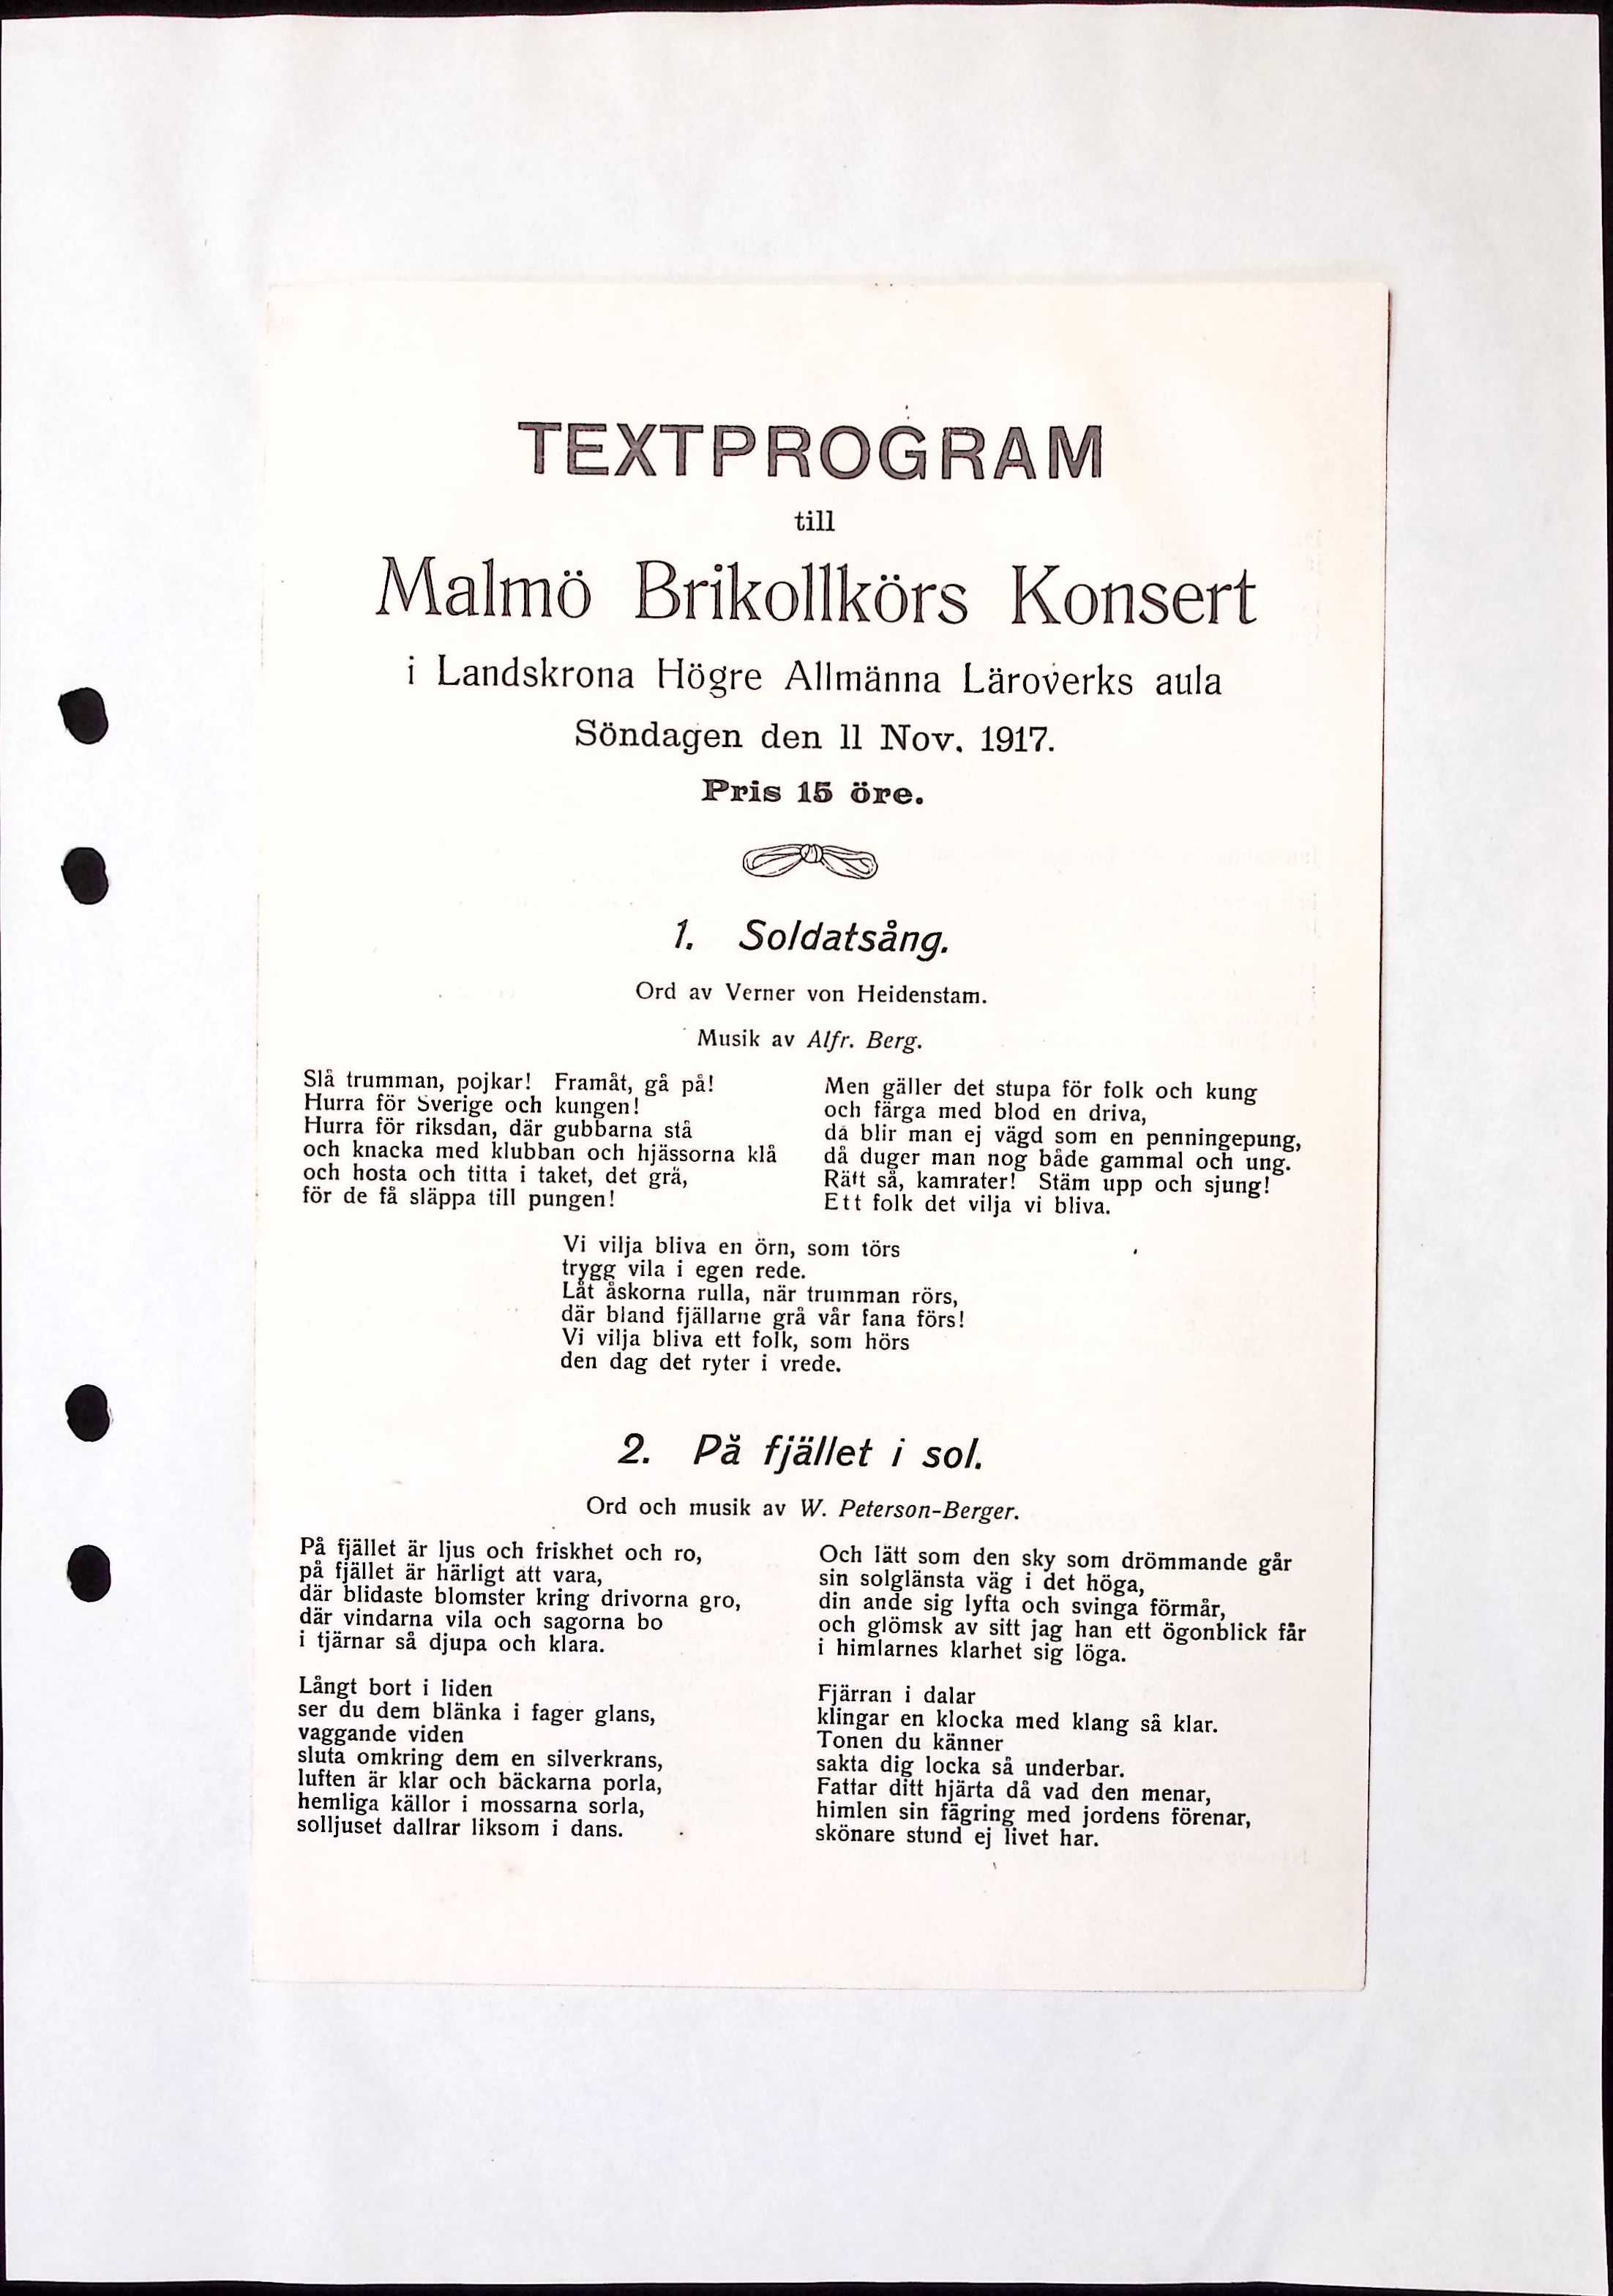 TEXTPROGRAM
till
Malmö Brikollkörs Konsert
i Landskrona Högre Allmänna Läroverks aula
Söndagen den 11 Nov. 1917.
Pris 15 öre.
1. Soldatsång.
Ord av Verner von Heidenstam.
Musik av Alfr. Berg.
Slå trumman, pojkar! Framåt, gå på!
Hurra för Sverige och kungen!
Hurra för riksdan, där gubbarna stå
och knacka med klubban och hjässorna klå
och hosta och titta i taket, det grå,
för de få släppa till pungen!
Men gäller det stupa för folk och kung
och färga med blod en driva,
då blir man ej vägd som en penningepung,
då duger man nog både gammal och ung.
Rätt så, kamrater! Stäm upp och sjung!
Ett folk det vilja vi bliva.
Vi vilja bliva en örn, som törs
trygg vila i egen rede.
Låt åskorna rulla, när trumman rörs,
där bland fjällarne grå vår fana förs!
Vi vilja bliva ett folk, som hörs
den dag det ryter i vrede.
2. På fjället i sol.
Ord och musik av W. Peterson-Berger.
På fjället är ljus och friskhet och ro,
på fjället är härligt att vara,
där blidaste blomster kring drivorna gro,
där vindarna vila och sagorna bo
i tjärnar så djupa och klara.
Långt bort i liden
ser du dem blänka i fager glans,
vaggande viden
sluta omkring dem en silverkrans,
luften är klar och bäckarna porla,
hemliga källor i mossarna sorla,
solljuset dallrar liksom i dans.
Och lätt som den sky som drömmande går
sin solglänsta väg i det höga,
din ande sig lyfta och svinga förmår,
och glömsk av sitt jag han ett ögonblick får
i himlarnes klarhet sig löga.
Fjärran i dalar
klingar en klocka med klang så klar.
Tonen du känner
sakta dig locka så underbar.
Fattar ditt hjärta då vad den menar,
himlen sin fägring med jordens förenar,
skönare stund ej livet har.